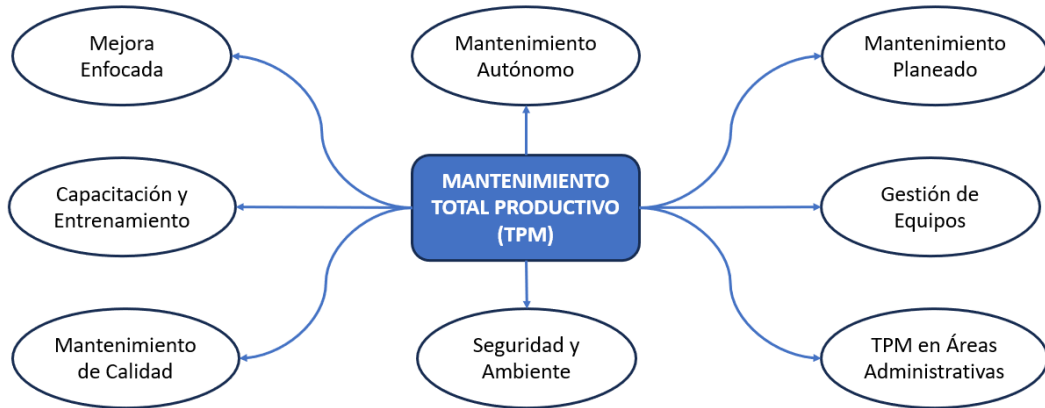 Mejora
Enfocada
Mantenimiento
Autónomo
Mantenimiento
Planeado
Capacitación y
Entrenamiento
MANTENIMIENTO
TOTAL PRODUCTIVO
(TPM)
Gestión de
Equipos
Mantenimiento
de Calidad
Seguridad y
Ambiente
TPM en Áreas
Administrativas